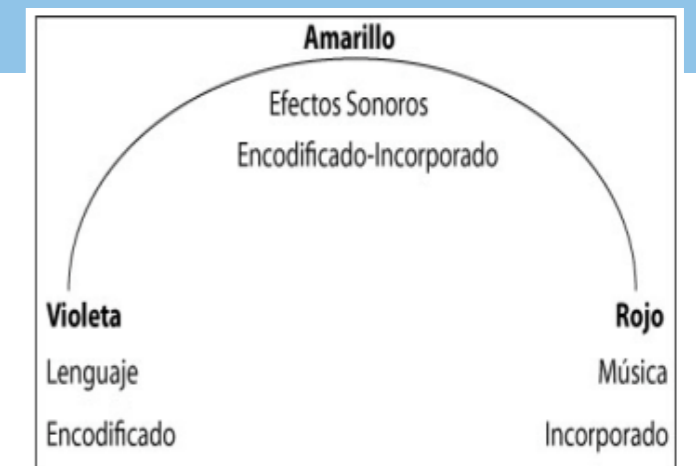 Amarillo
Efectos Sonoros
Encodificado-Incorporado
Violeta
Rojo
Lenguaje
Música
Encodificado
Incorporado